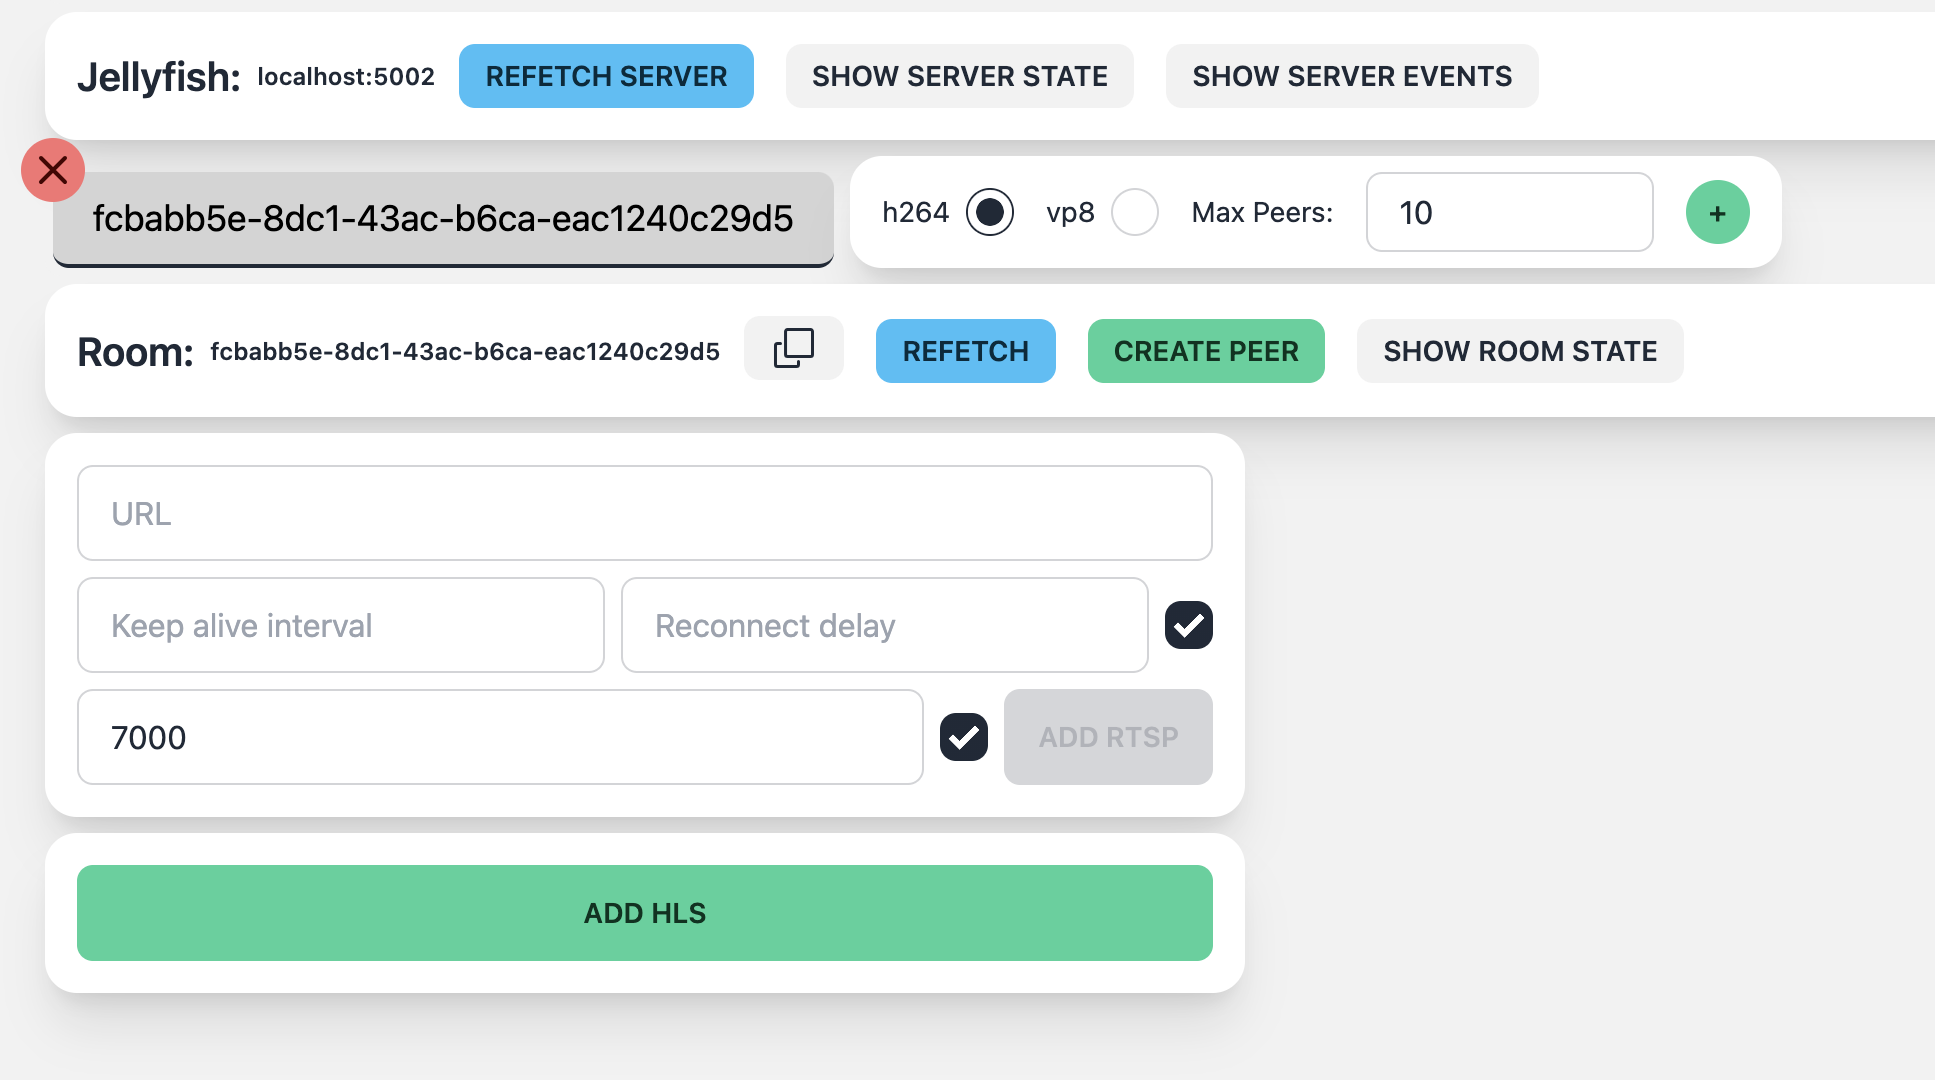 Jellyfish: localhost:5002 REFETCH SERVER SHOW SERVER STATE SHOW SERVER EVENTS
fcbabb5e-8dc1-43ac-b6ca-eac1240c29d5 h264 vp8 Max Peers: 10 +
Room: fcbabb5e-8dc1-43ac-b6ca-eac1240c29d5 REFETCH CREATE PEER SHOW ROOM STATE
URL
Keep alive interval Reconnect delay
7000 ADD RTSP
ADD HLS